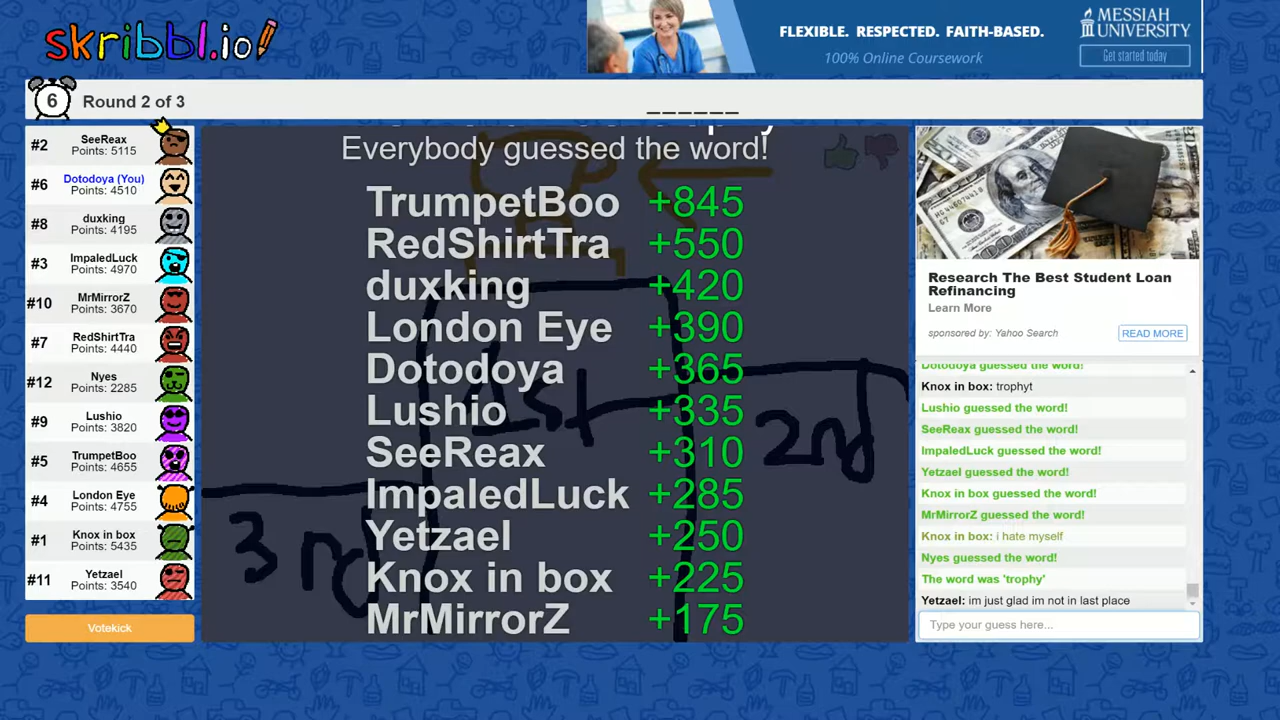 skribbl.io!
FLEXIBLE. RESPECTED. FAITH-BASED.
100% Online Coursework
MESSIAH
UNIVERSITY
Get started today
6
Round 2 of 3
______
#2
SeeReax
Points: 5115
#6
Dotodoya (You)
Points: 4510
#8
duxking
Points: 4195
#3
ImpaledLuck
Points: 4970
#10
MrMirrorZ
Points: 3670
#7
RedShirtTra
Points: 4440
#12
Nyes
Points: 2285
#9
Lushio
Points: 3820
#5
TrumpetBoo
Points: 4655
#4
London Eye
Points: 4755
#1
Knox in box
Points: 5435
#11
Yetzael
Points: 3540
Votekick
Everybody guessed the word!
TrumpetBoo +845
RedShirtTra +550
duxking +420
London Eye +390
Dotodoya +365
Lushio +335
SeeReax +310
ImpaledLuck +285
Yetzael +250
Knox in box +225
MrMirrorZ +175
1st
2nd
3rd
Research The Best Student Loan
Refinancing
Learn More
sponsored by: Yahoo Search
READ MORE
Dotodoya guessed the word!
Knox in box: trophyt
Lushio guessed the word!
SeeReax guessed the word!
ImpaledLuck guessed the word!
Yetzael guessed the word!
Knox in box guessed the word!
MrMirrorZ guessed the word!
Knox in box: i hate myself
Nyes guessed the word!
The word was 'trophy'
Yetzael: im just glad im not in last place
Type your guess here...